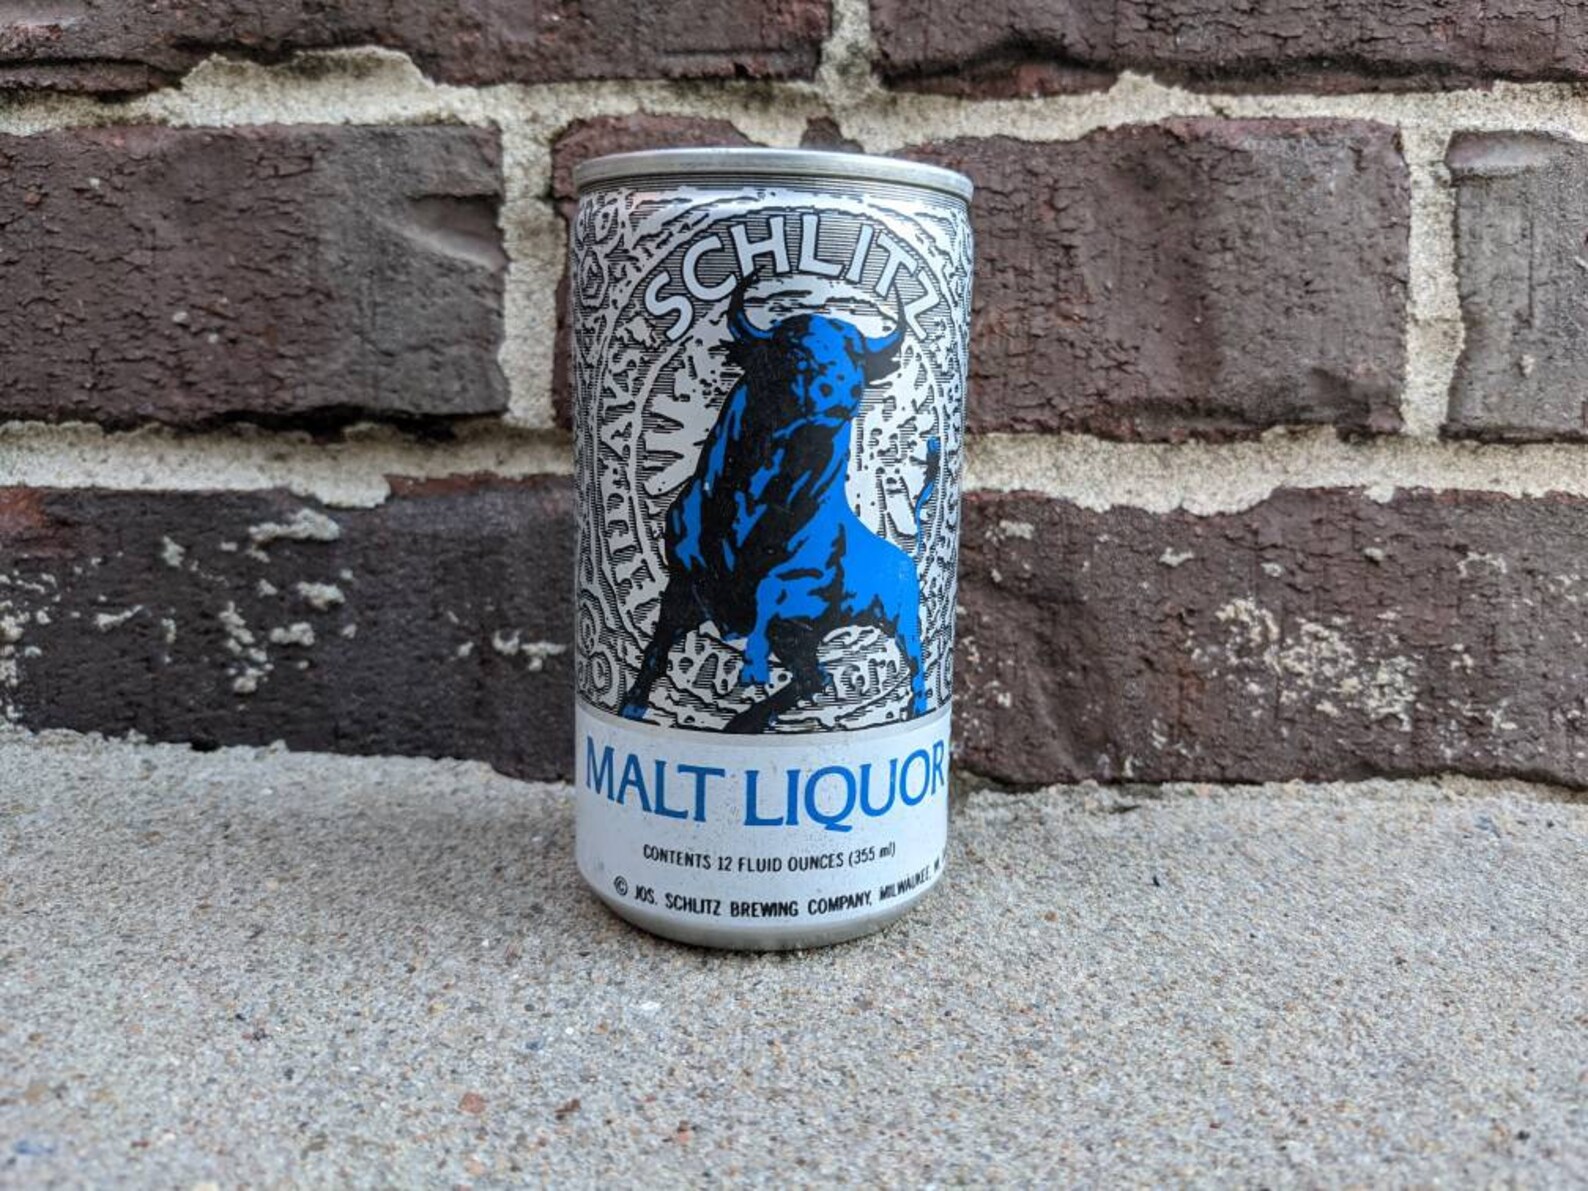 SCHLITZ
MALT LIQUOR
CONTENTS 12 FLUID OUNCES (355 ml)
© JOS. SCHLITZ BREWING COMPANY, MILWAUKEE, W